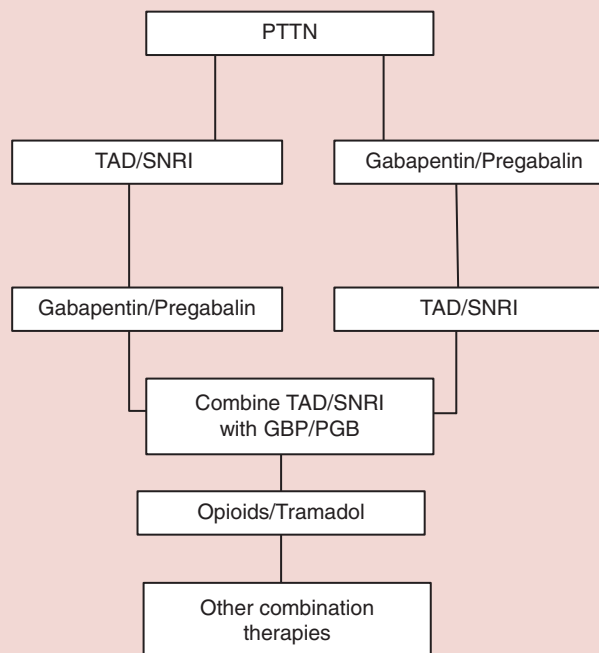 PTTN
TAD/SNRI
Gabapentin/Pregabalin
Gabapentin/Pregabalin
TAD/SNRI
Combine TAD/SNRI
with GBP/PGB
Opioids/Tramadol
Other combination
therapies